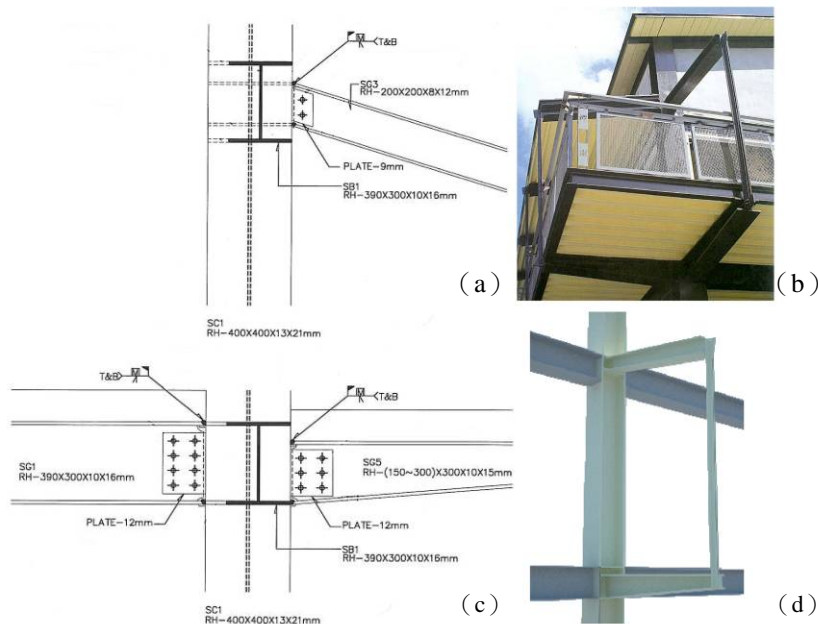 T&B
SG3
RH-200X200X8X12mm
PLATE-9mm
SB1
RH-390X300X10X16mm
(a)
(b)
SC1
RH-400X400X13X21mm
T&B
T&B
SG1
RH-390X300X10X16mm
SG5
RH-(150~300)X300X10X15mm
PLATE-12mm
PLATE-12mm
SB1
RH-390X300X10X16mm
(c)
(d)
SC1
RH-400X400X13X21mm